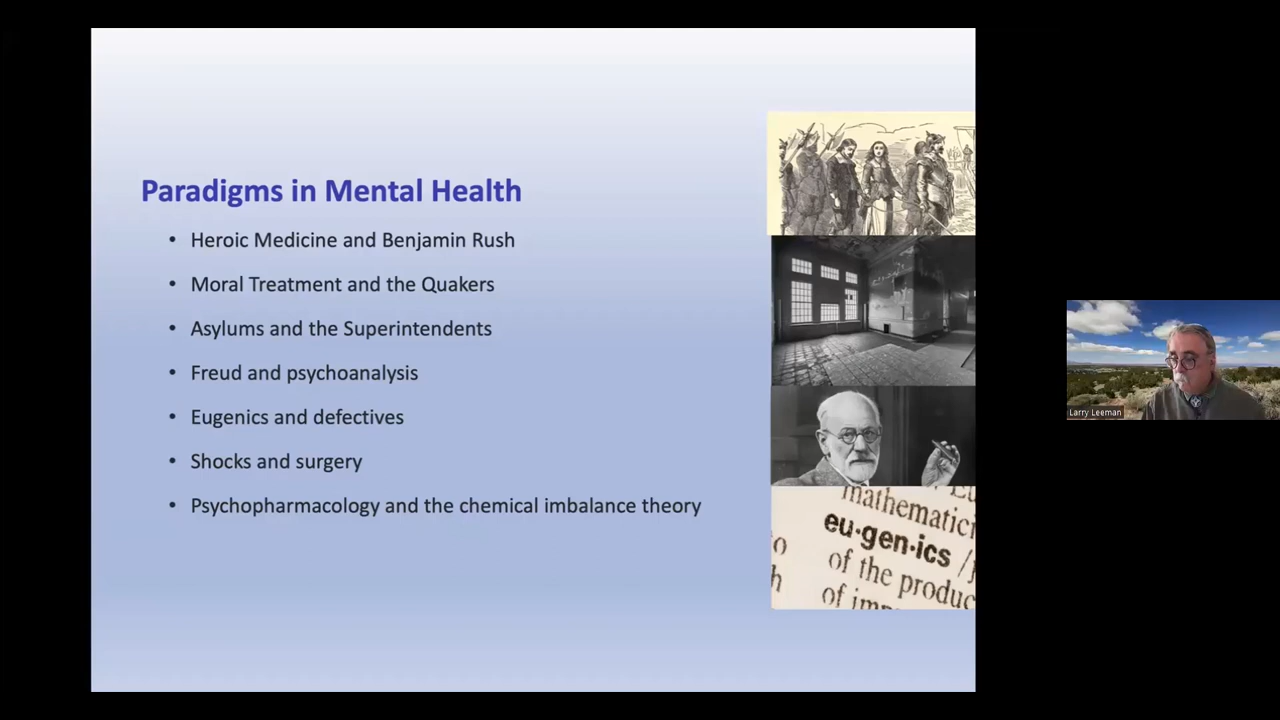 Paradigms in Mental Health
• Heroic Medicine and Benjamin Rush
• Moral Treatment and the Quakers
• Asylums and the Superintendents
• Freud and psychoanalysis
• Eugenics and defectives
• Shocks and surgery
• Psychopharmacology and the chemical imbalance theory
mathematici
eu·gen·ics /
of the produc
of
Larry Leeman